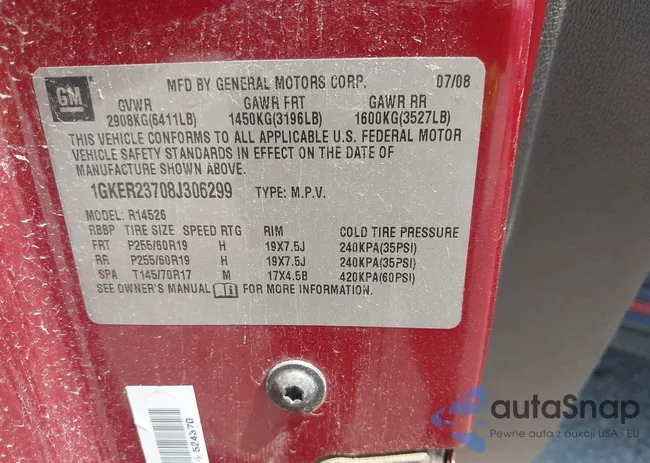 GM
MFD BY GENERAL MOTORS CORP. 07/08
GVWR GAWR FRT GAWR RR
2908KG(6411LB) 1450KG(3196LB) 1600KG(3527LB)
THIS VEHICLE CONFORMS TO ALL APPLICABLE U.S. FEDERAL MOTOR
VEHICLE SAFETY STANDARDS IN EFFECT ON THE DATE OF
MANUFACTURE SHOWN ABOVE.
1GKER23708J306299 TYPE: M.P.V.
MODEL: R14526
RBBP TIRE SIZE SPEED RTG RIM COLD TIRE PRESSURE
FRT P255/60R19 H 19X7.5J 240KPA(35PSI)
RR P255/60R19 H 19X7.5J 240KPA(35PSI)
SPA T145/70R17 M 17X4.5B 420KPA(60PSI)
SEE OWNER'S MANUAL FOR MORE INFORMATION.
524370
autaSnap
Pewne auta z aukcji USA i EU